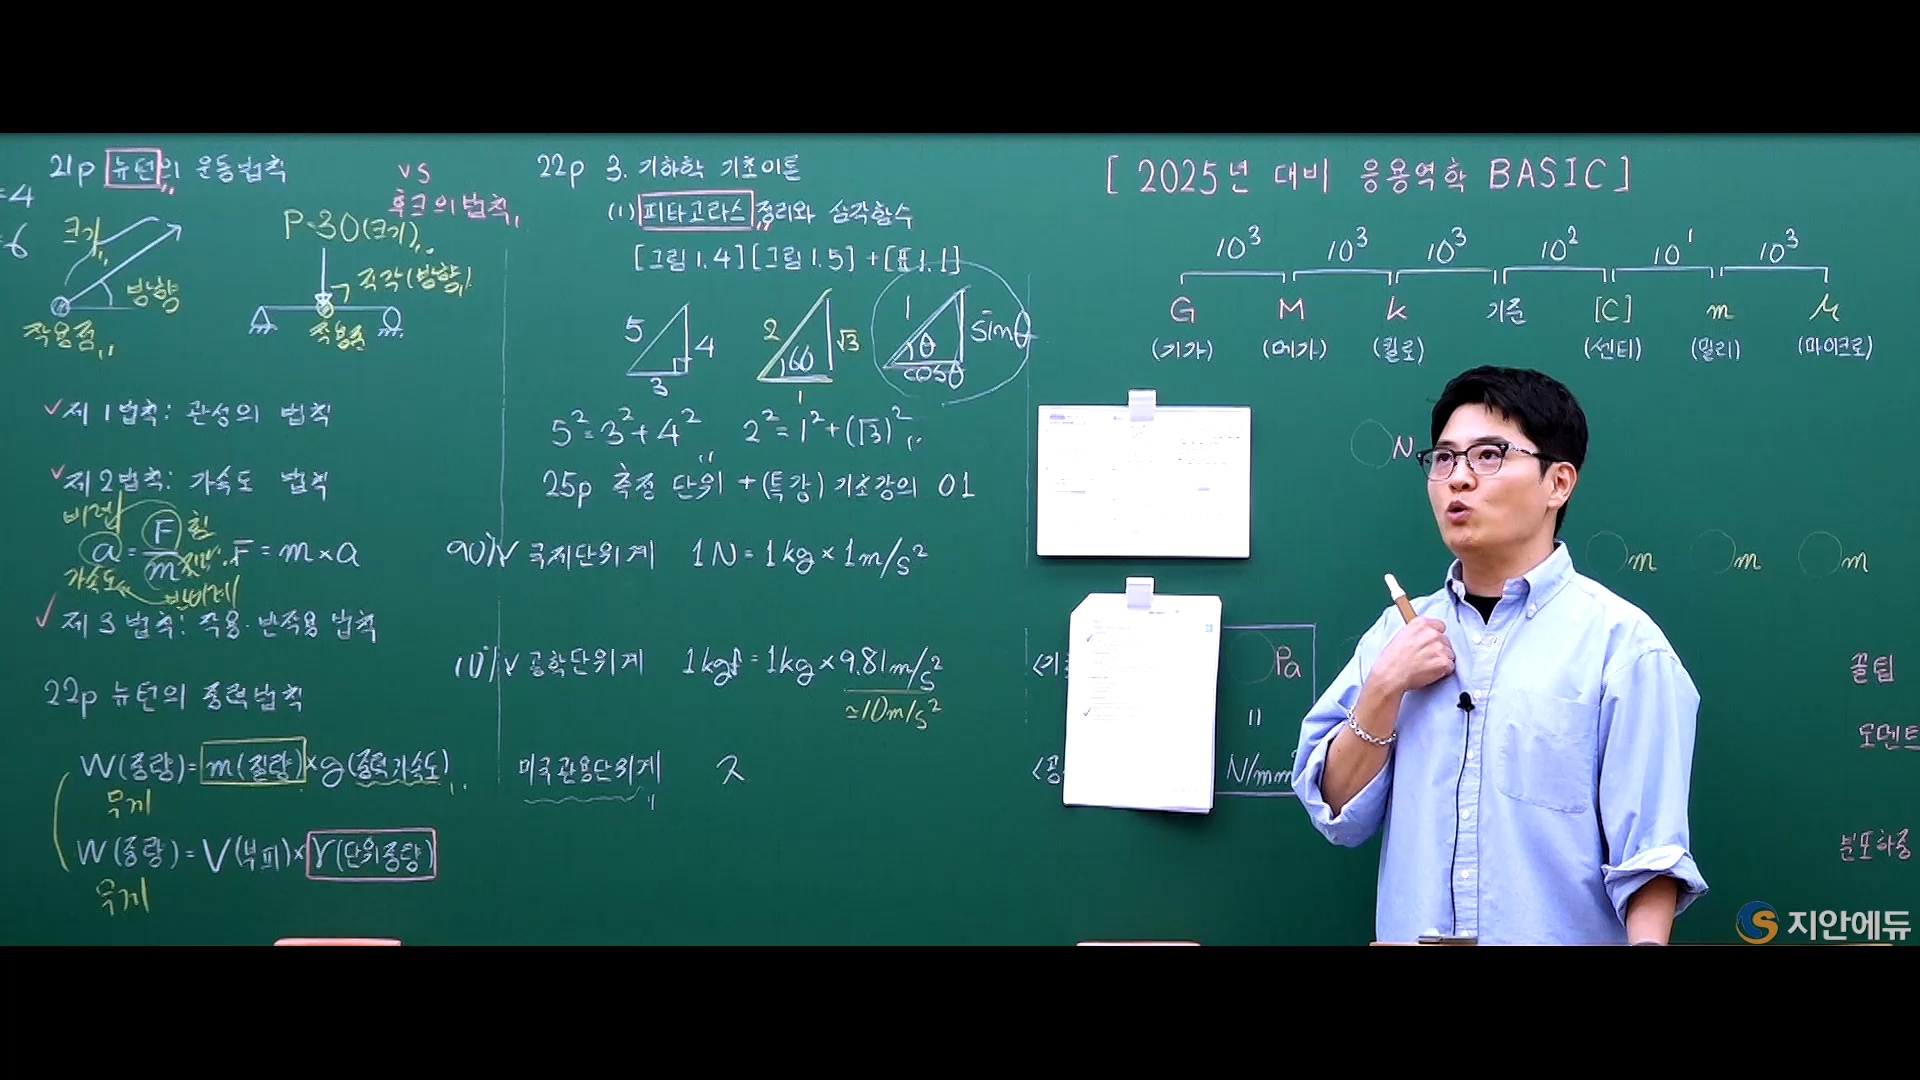 21p 뉴턴의 운동법칙
vs
후크의 법칙
=4
=6
크기
방향
작용점
P=30(크기)
직각(방향)
작용점
✓제1법칙: 관성의 법칙
✓제2법칙: 가속도 법칙
비례
a = F/m
힘
질량
가속도
반비례
F = m × a
✓제3법칙: 작용·반작용 법칙
22p 뉴턴의 중력법칙
W(중량)= m(질량) × g(중력가속도)
무게
W(중량)= V(부피)× γ(단위중량)
무게
22p 3. 기하학 기초이론
(1) 피타고라스 정리와 삼각함수
[그림 1.4][그림 1.5]+[표1.1]
5 4 3
2 √3 60 1
1 θ sinθ cosθ
5²=3²+4² 2²=1²+(√3)²
25p 측정 단위 +(특강) 기초강의 01
90% ✓ 국제단위계 1N = 1kg × 1m/s²
10% ✓ 공학단위계 1kgf = 1kg × 9.81m/s²
≃10m/s²
미국관용단위계
[ 2025년 대비 응용역학 BASIC ]
10³ 10³ 10³ 10² 10¹ 10³
G M k 기준 [C] m μ
(기가) (메가) (킬로) (센티) (밀리) (마이크로)
N
m m m
Pa
=
N/mm²
꿀팁
모멘트
분포하중
지안에듀